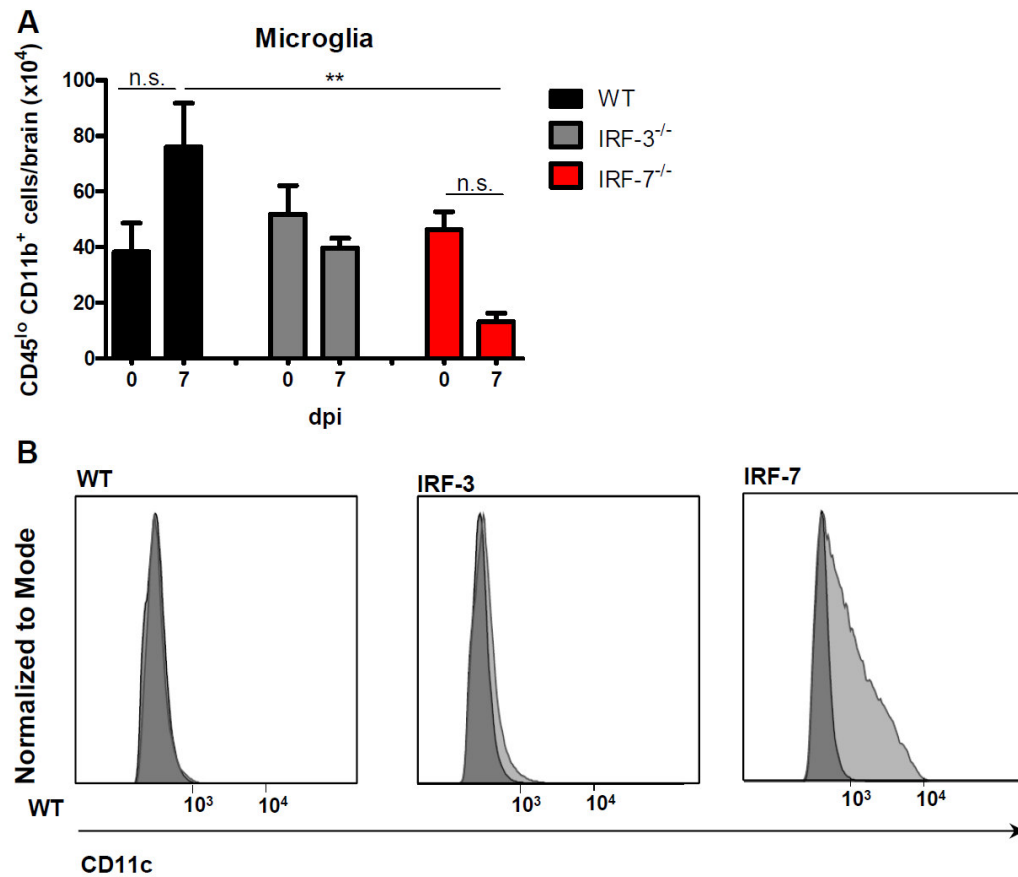 A
Microglia
CD45ˡᵒ CD11b⁺ cells/brain (x10⁴)
100
80
60
40
20
0
n.s.
**
n.s.
WT
IRF-3⁻/⁻
IRF-7⁻/⁻
0 7 0 7 0 7
dpi
B
WT
IRF-3
IRF-7
Normalized to Mode
10³ 10⁴ 10³ 10⁴ 10³ 10⁴
WT
CD11c